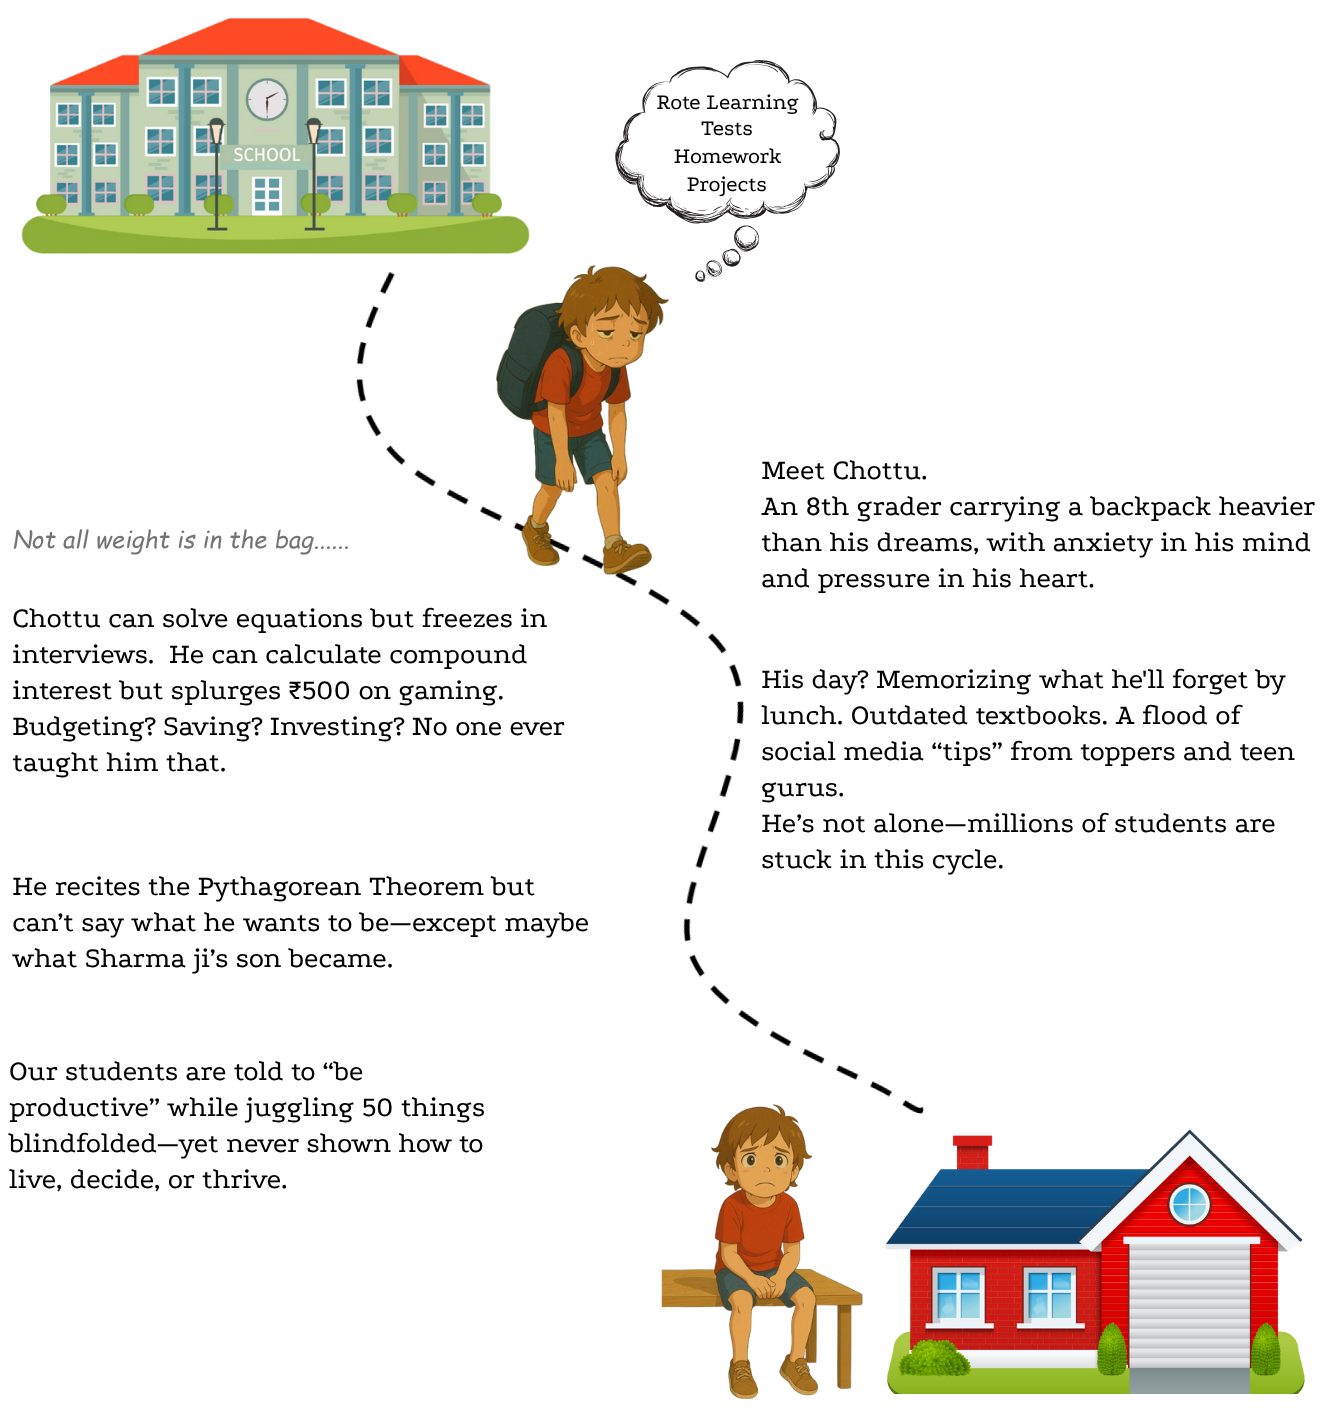 SCHOOL
Rote Learning
Tests
Homework
Projects
Meet Chottu.
An 8th grader carrying a backpack heavier
than his dreams, with anxiety in his mind
and pressure in his heart.
Not all weight is in the bag......
Chottu can solve equations but freezes in
interviews.  He can calculate compound
interest but splurges ₹500 on gaming.
Budgeting? Saving? Investing? No one ever
taught him that.
His day? Memorizing what he'll forget by
lunch. Outdated textbooks. A flood of
social media “tips” from toppers and teen
gurus.
He’s not alone—millions of students are
stuck in this cycle.
He recites the Pythagorean Theorem but
can’t say what he wants to be—except maybe
what Sharma ji’s son became.
Our students are told to “be
productive” while juggling 50 things
blindfolded—yet never shown how to
live, decide, or thrive.